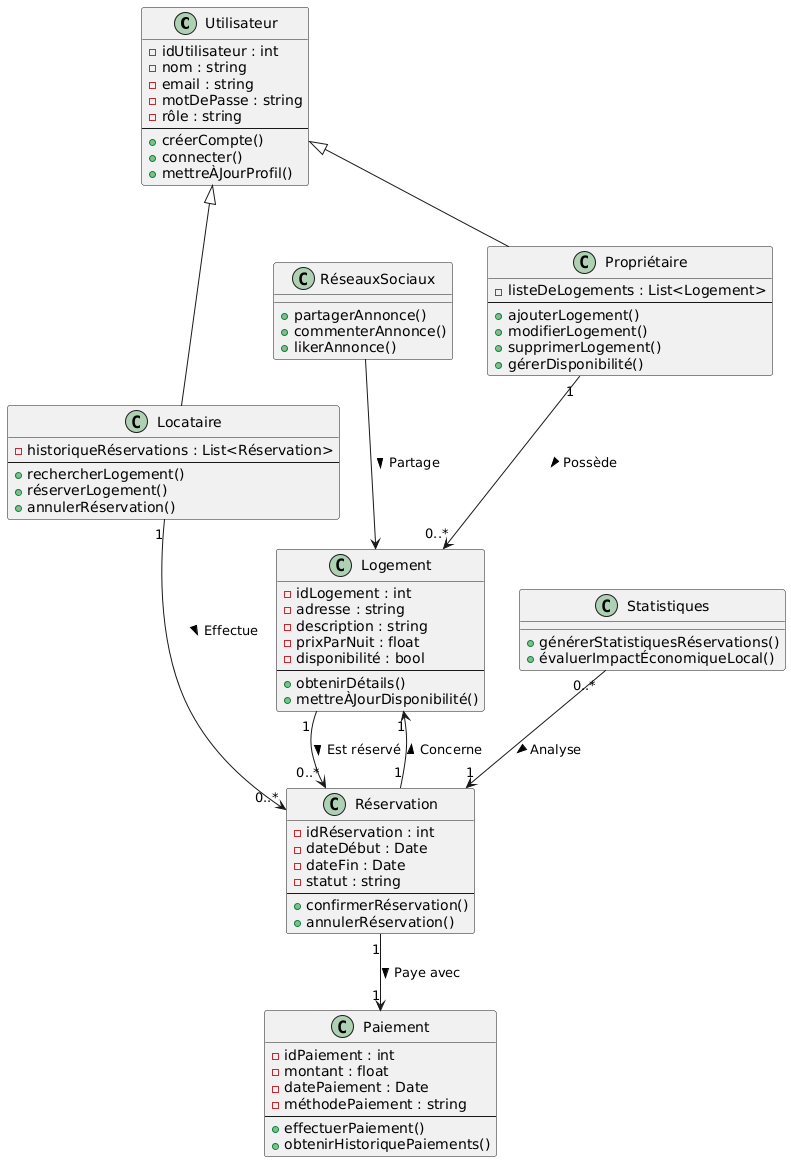 C Utilisateur
idUtilisateur : int
nom : string
email : string
motDePasse : string
rôle : string
créerCompte()
connecter()
mettreÀJourProfil()
C RéseauxSociaux
partagerAnnonce()
commenterAnnonce()
likerAnnonce()
C Propriétaire
listeDeLogements : List<Logement>
ajouterLogement()
modifierLogement()
supprimerLogement()
gérerDisponibilité()
C Locataire
historiqueRéservations : List<Réservation>
rechercherLogement()
réserverLogement()
annulerRéservation()
1
Partage
1
Possède
0..*
Effectue
0..*
C Logement
idLogement : int
adresse : string
description : string
prixParNuit : float
disponibilité : bool
obtenirDétails()
mettreÀJourDisponibilité()
C Statistiques
générerStatistiquesRéservations()
évaluerImpactÉconomiqueLocal()
1
Est réservé
0..*
1
Concerne
1
0..*
Analyse
1
C Réservation
idRéservation : int
dateDébut : Date
dateFin : Date
statut : string
confirmerRéservation()
annulerRéservation()
1
Paye avec
1
C Paiement
idPaiement : int
montant : float
datePaiement : Date
méthodePaiement : string
effectuerPaiement()
obtenirHistoriquePaiements()